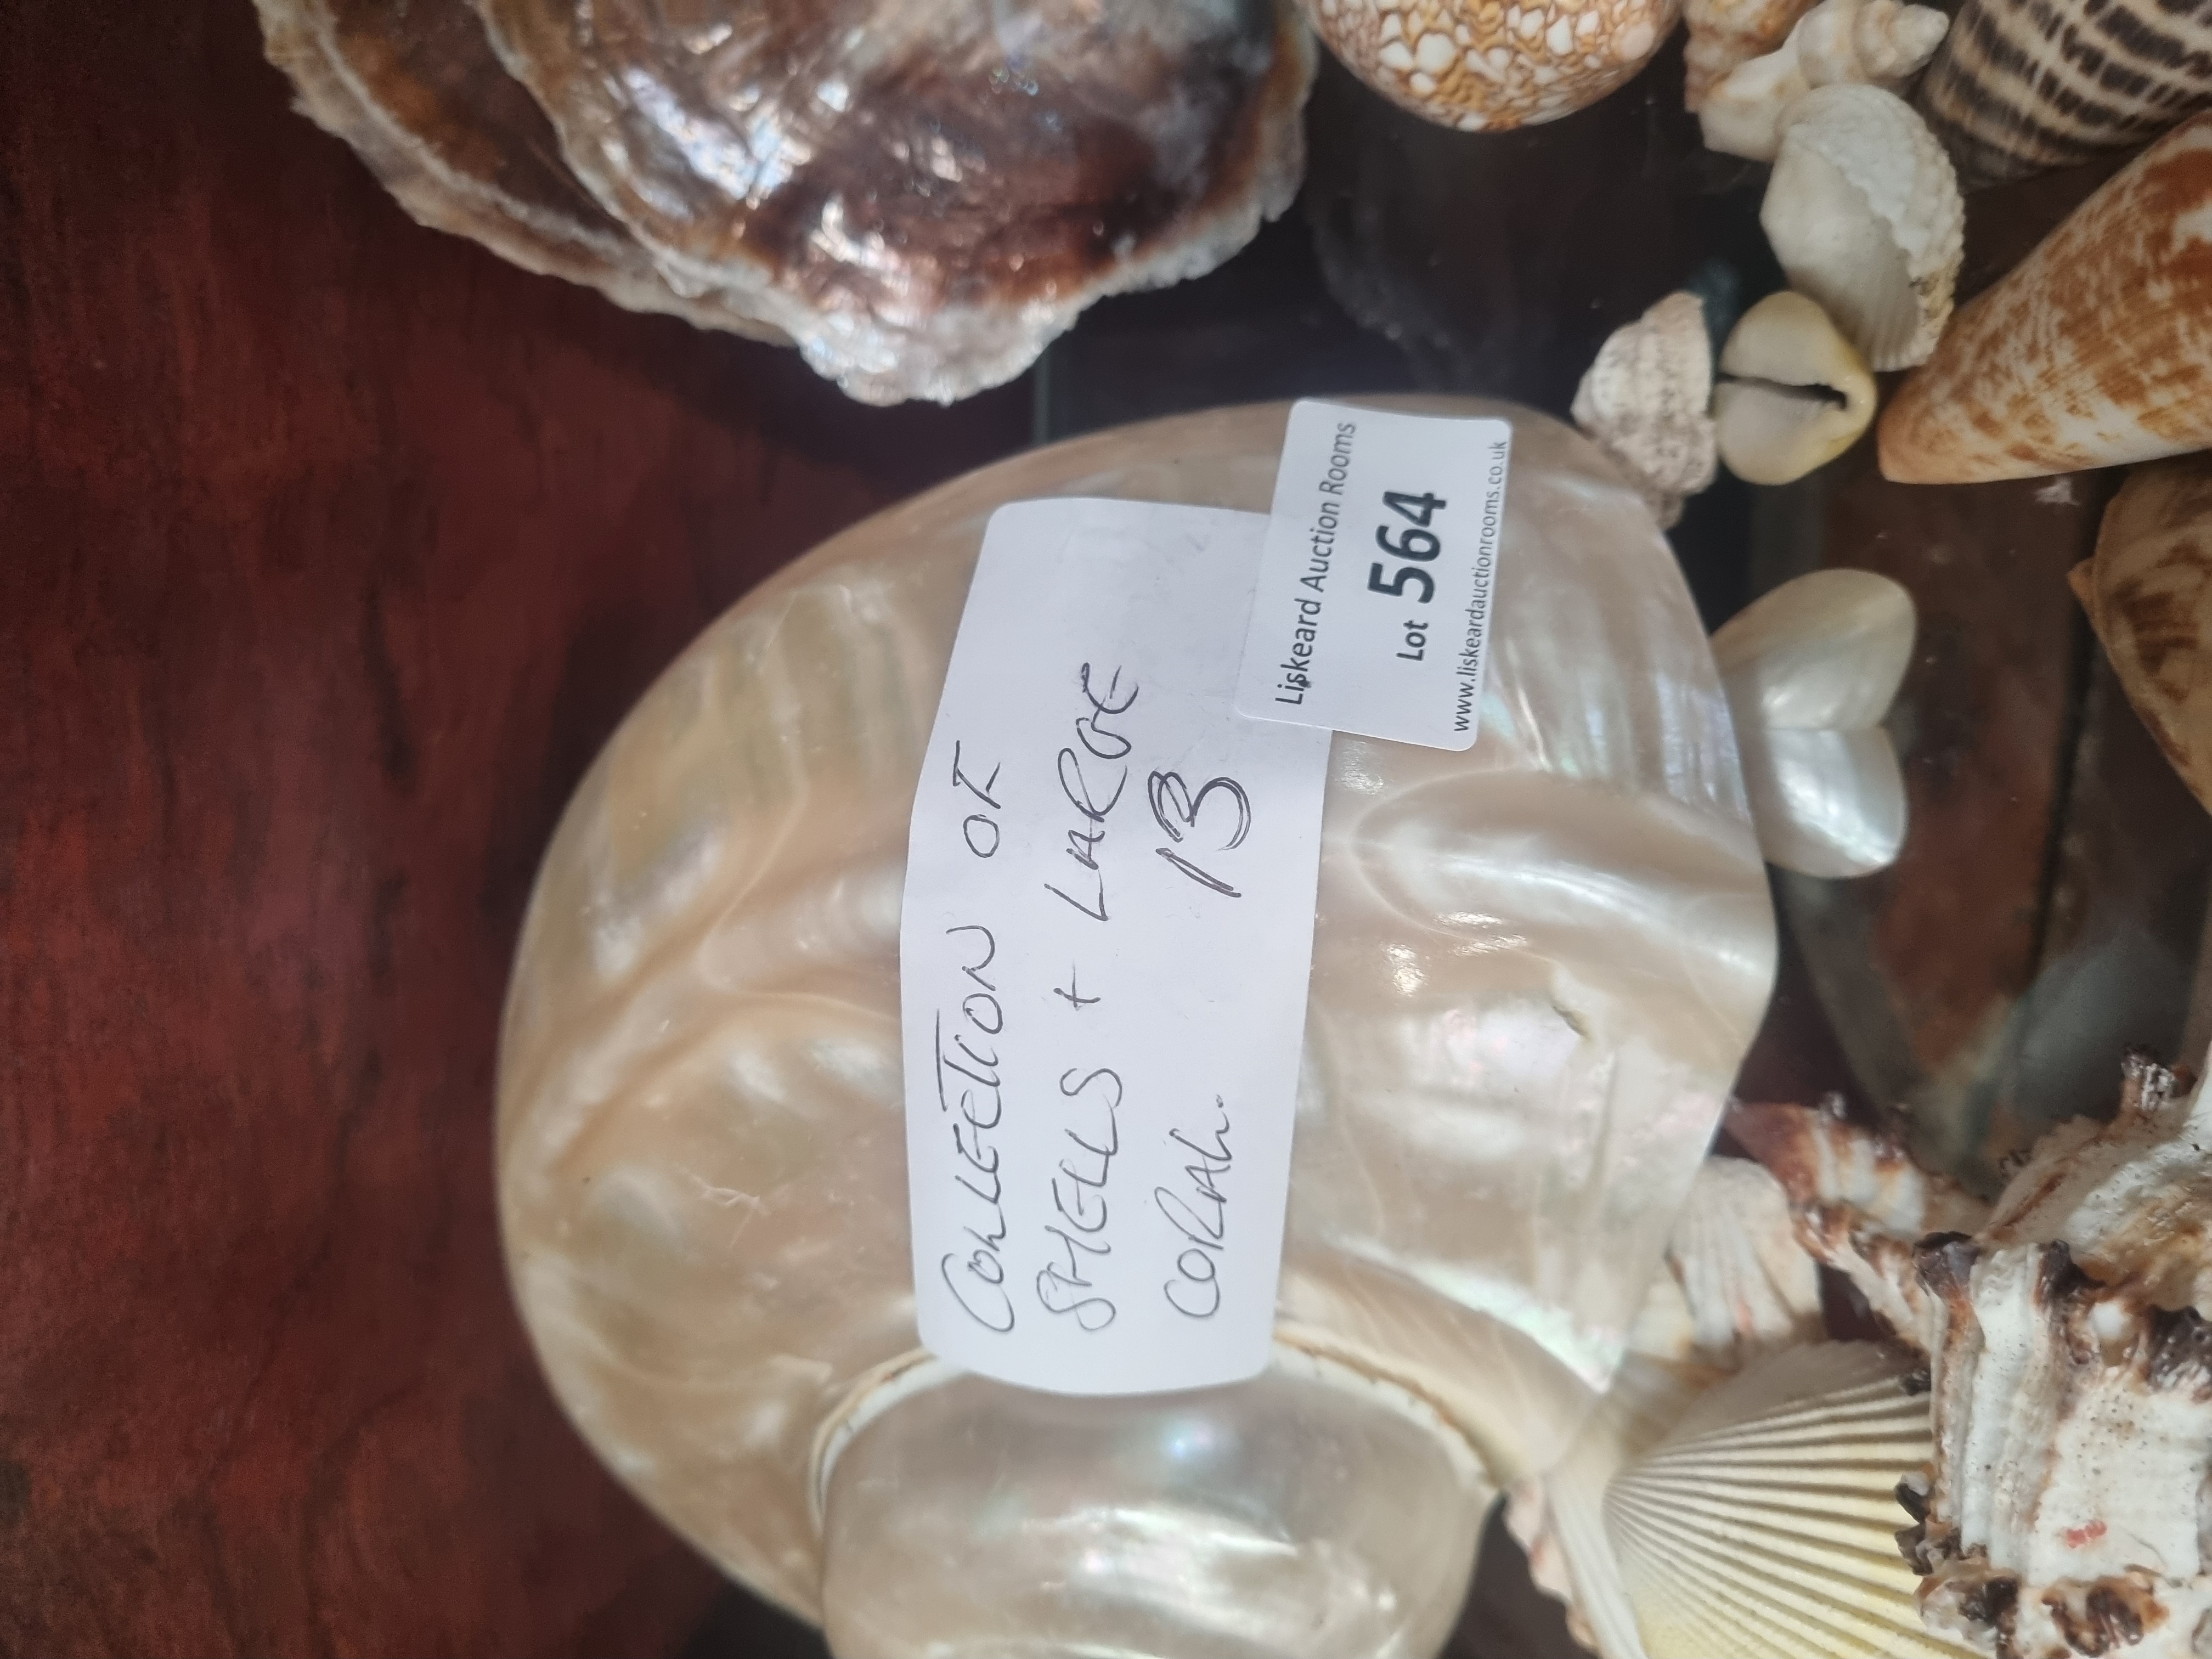 COLLECTION OF
SHELLS + LARGE
CORAL. 13
Liskeard Auction Rooms
Lot 564
www.liskeardauctionrooms.co.uk